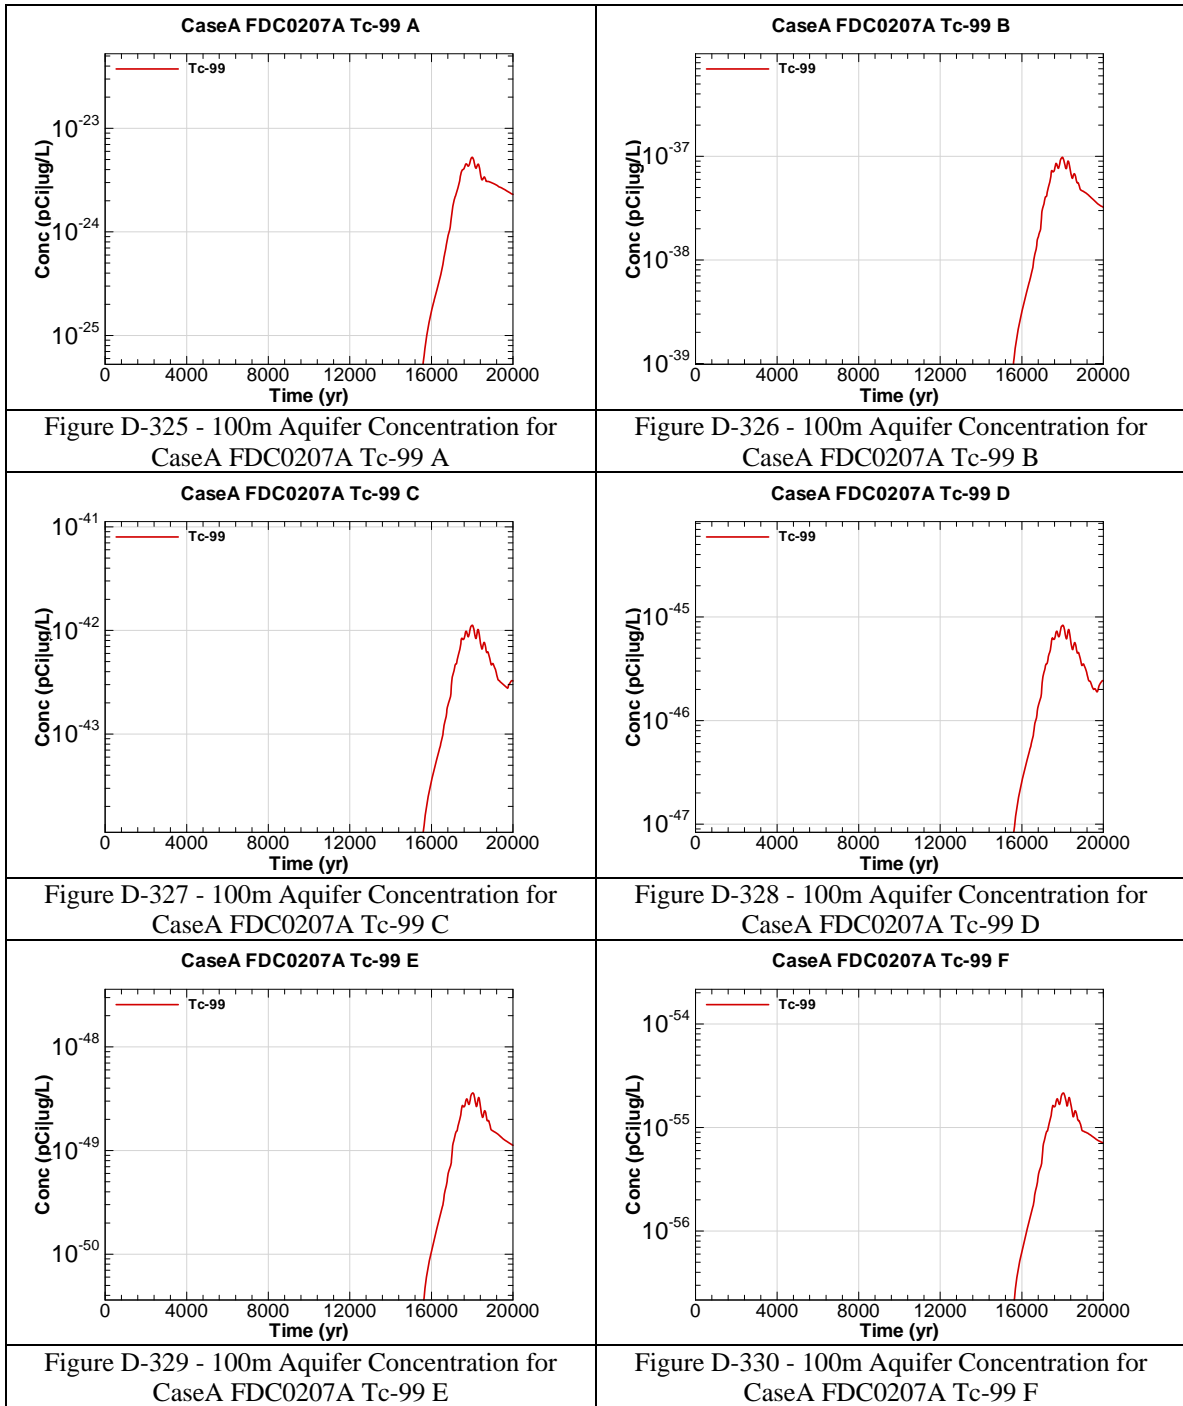 CaseA FDC0207A Tc-99 A
Tc-99
10-23
10-24
10-25
Conc (pCi|ug/L)
0 4000 8000 12000 16000 20000
Time (yr)
Figure D-325 - 100m Aquifer Concentration for
CaseA FDC0207A Tc-99 A
CaseA FDC0207A Tc-99 B
Tc-99
10-37
10-38
10-39
Conc (pCi|ug/L)
0 4000 8000 12000 16000 20000
Time (yr)
Figure D-326 - 100m Aquifer Concentration for
CaseA FDC0207A Tc-99 B
CaseA FDC0207A Tc-99 C
Tc-99
10-41
10-42
10-43
Conc (pCi|ug/L)
0 4000 8000 12000 16000 20000
Time (yr)
Figure D-327 - 100m Aquifer Concentration for
CaseA FDC0207A Tc-99 C
CaseA FDC0207A Tc-99 D
Tc-99
10-45
10-46
10-47
Conc (pCi|ug/L)
0 4000 8000 12000 16000 20000
Time (yr)
Figure D-328 - 100m Aquifer Concentration for
CaseA FDC0207A Tc-99 D
CaseA FDC0207A Tc-99 E
Tc-99
10-48
10-49
10-50
Conc (pCi|ug/L)
0 4000 8000 12000 16000 20000
Time (yr)
Figure D-329 - 100m Aquifer Concentration for
CaseA FDC0207A Tc-99 E
CaseA FDC0207A Tc-99 F
Tc-99
10-54
10-55
10-56
Conc (pCi|ug/L)
0 4000 8000 12000 16000 20000
Time (yr)
Figure D-330 - 100m Aquifer Concentration for
CaseA FDC0207A Tc-99 F